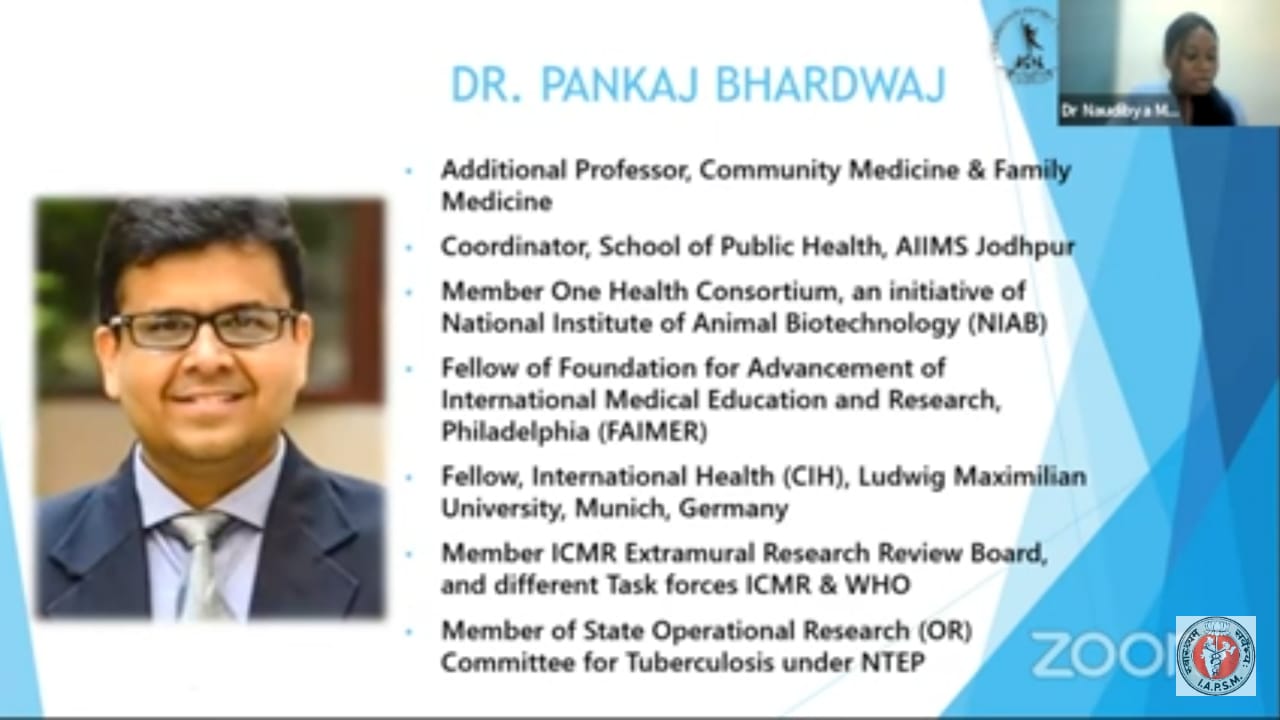 DR. PANKAJ BHARDWAJ
Dr Naudibya M...
Additional Professor, Community Medicine & Family
Medicine
Coordinator, School of Public Health, AIIMS Jodhpur
Member One Health Consortium, an initiative of
National Institute of Animal Biotechnology (NIAB)
Fellow of Foundation for Advancement of
International Medical Education and Research,
Philadelphia (FAIMER)
Fellow, International Health (CIH), Ludwig Maximilian
University, Munich, Germany
Member ICMR Extramural Research Review Board,
and different Task forces ICMR & WHO
Member of State Operational Research (OR)
Committee for Tuberculosis under NTEP
ZOO
I.A.P.S.M.